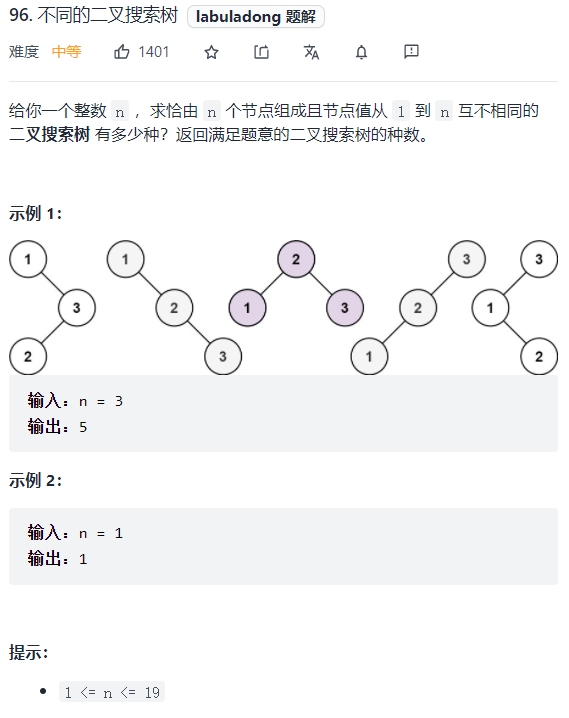 96. 不同的二叉搜索树 labuladong 题解
难度 中等 1401
给你一个整数 n ，求恰由 n 个节点组成且节点值从 1 到 n 互不相同的
二叉搜索树 有多少种？返回满足题意的二叉搜索树的种数。
示例 1：
1 1 2 3 3
3 2 1 3 2 1
2 3 1 2
输入：n = 3
输出：5
示例 2：
输入：n = 1
输出：1
提示：
1 <= n <= 19